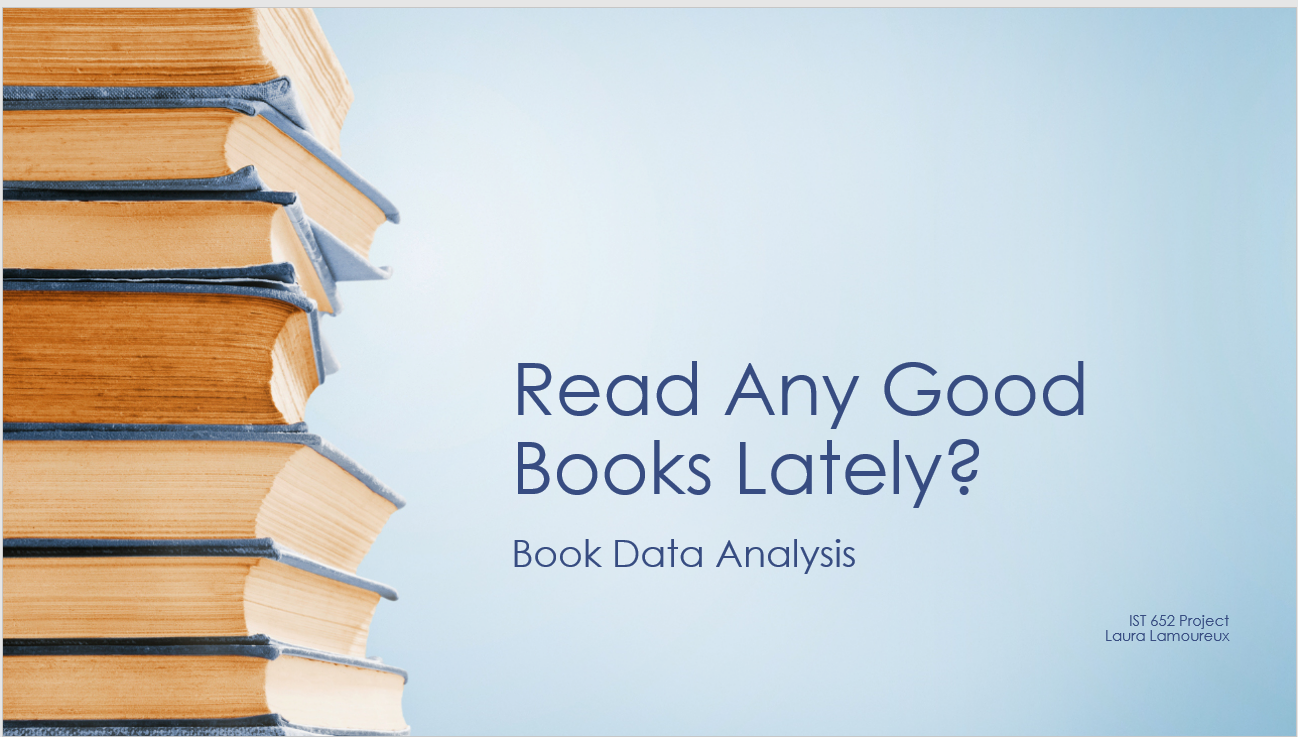 Read Any Good
Books Lately?
Book Data Analysis
IST 652 Project
Laura Lamoureux